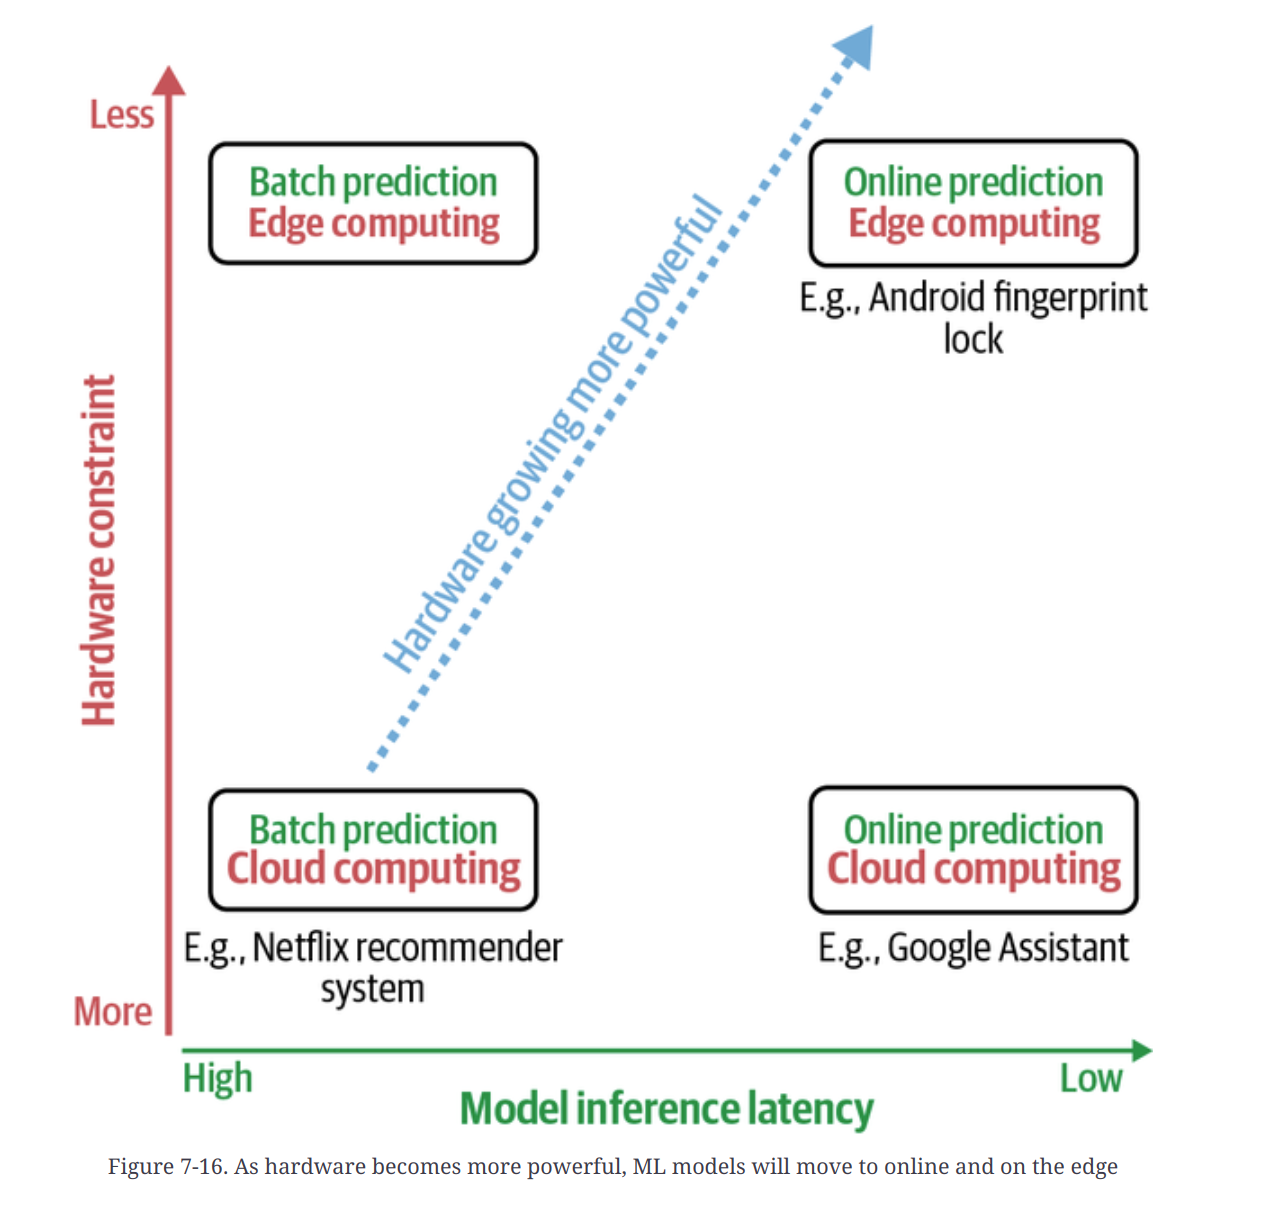 Less
Batch prediction
Edge computing
Online prediction
Edge computing
E.g., Android fingerprint
lock
Hardware growing more powerful
Hardware constraint
Batch prediction
Cloud computing
E.g., Netflix recommender
system
Online prediction
Cloud computing
E.g., Google Assistant
More
High
Low
Model inference latency
Figure 7-16. As hardware becomes more powerful, ML models will move to online and on the edge